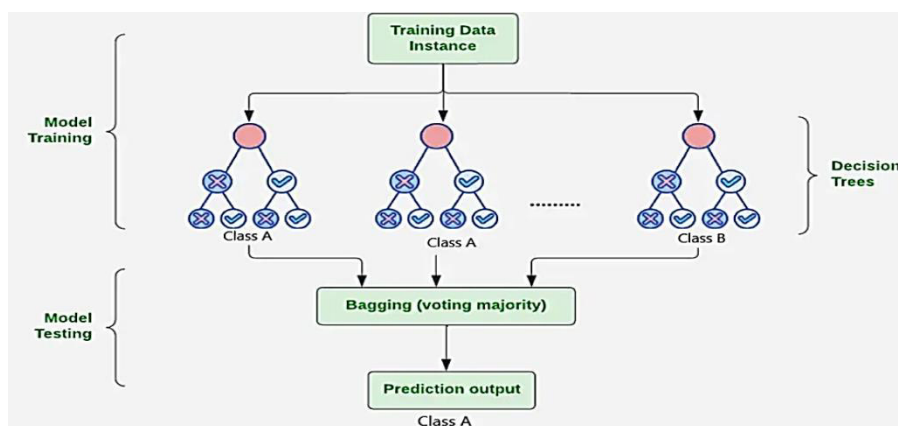 Training Data
Instance
Model
Training
Decision
Trees
Class A
Class A
Class B
Bagging (voting majority)
Model
Testing
Prediction output
Class A